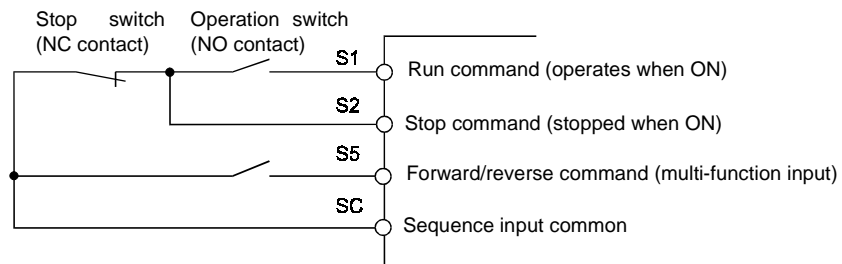 Stop switch
(NC contact)
Operation switch
(NO contact)
S1
Run command (operates when ON)
S2
Stop command (stopped when ON)
S5
Forward/reverse command (multi-function input)
SC
Sequence input common